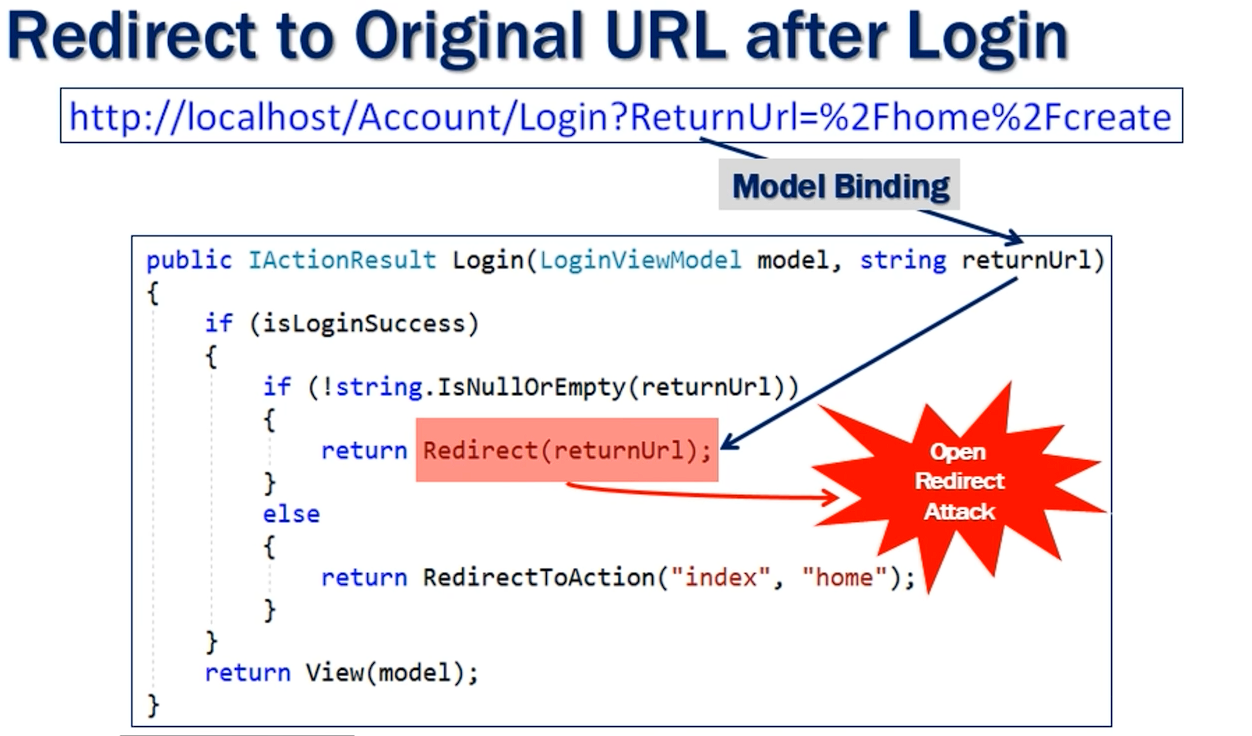 Redirect to Original URL after Login
http://localhost/Account/Login?ReturnUrl=%2Fhome%2Fcreate
Model Binding
public IActionResult Login(LoginViewModel model, string returnUrl)
{
if (isLoginSuccess)
{
if (!string.IsNullOrEmpty(returnUrl))
{
return Redirect(returnUrl);
}
else
{
return RedirectToAction("index", "home");
}
}
return View(model);
}
Open
Redirect
Attack